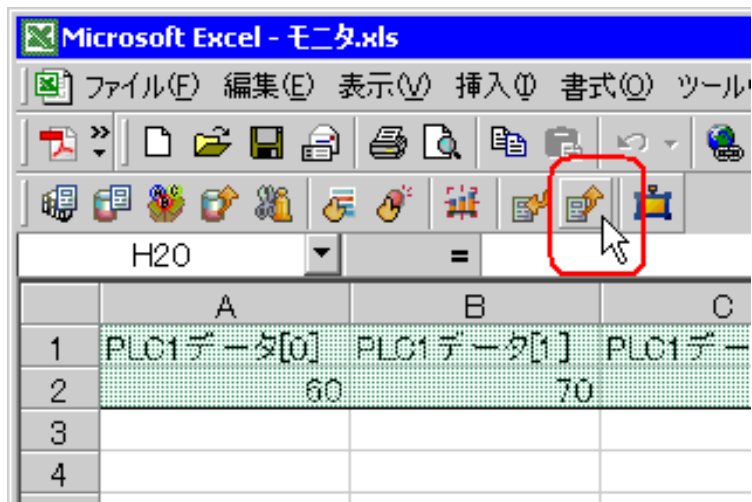 Microsoft Excel - モニタ.xls
ファイル(F) 編集(E) 表示(V) 挿入(I) 書式(O) ツール
H20 =
A B C
1 PLC1データ[0] PLC1データ[1] PLC1デー
2 60 70
3
4